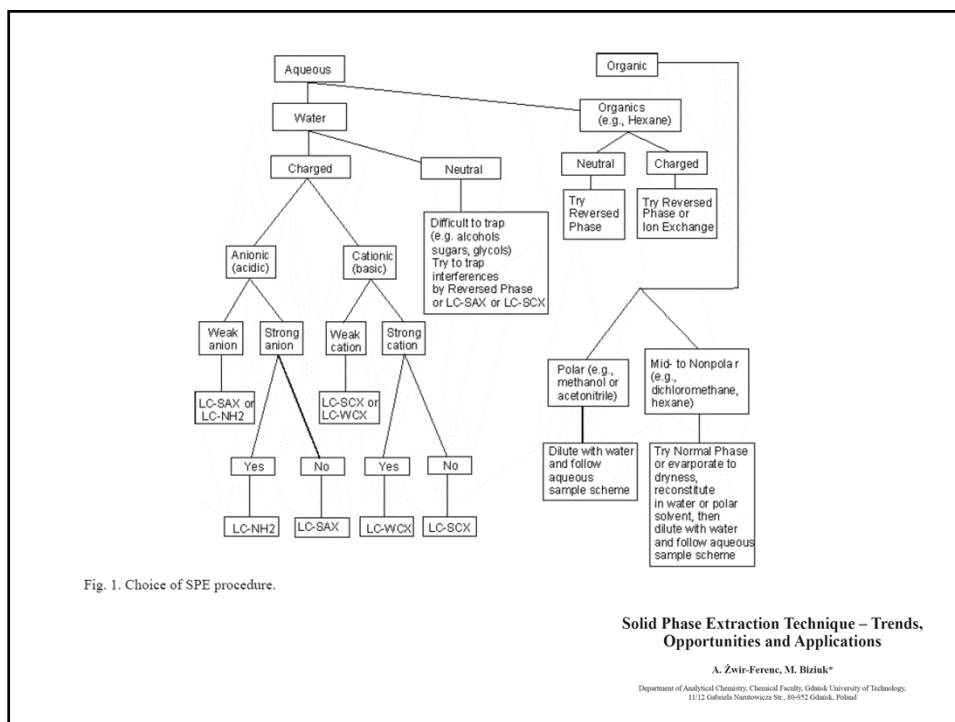 Aqueous
Organic
Water
Organics
(e.g., Hexane)
Charged
Neutral
Neutral
Charged
Try
Reversed
Phase
Try Reversed
Phase or
Ion Exchange
Difficult to trap
(e.g. alcohols
sugars, glycols)
Try to trap
interferences
by Reversed Phase
or LC-SAX or LC-SCX
Anionic
(acidic)
Cationic
(basic)
Weak
anion
Strong
anion
Weak
cation
Strong
cation
Polar (e.g.,
methanol or
acetonitrile)
Mid- to Nonpolar
(e.g.,
dichloromethane,
hexane)
LC-SAX or
LC-NH2
LC-SCX or
LC-WCX
Yes
No
Yes
No
Dilute with water
and follow
aqueous
sample scheme
Try Normal Phase
or evarporate to
dryness,
reconstitute
in water or polar
solvent, then
dilute with water
and follow aqueous
sample scheme
LC-NH2
LC-SAX
LC-WCX
LC-SCX
Fig. 1. Choice of SPE procedure.
Solid Phase Extraction Technique – Trends,
Opportunities and Applications
A. Żwir-Ferenc, M. Biziuk*
Department of Analytical Chemistry, Chemical Faculty, Gdańsk University of Technology,
11/12 Gabriela Narutowicza Str., 80-952 Gdańsk, Poland